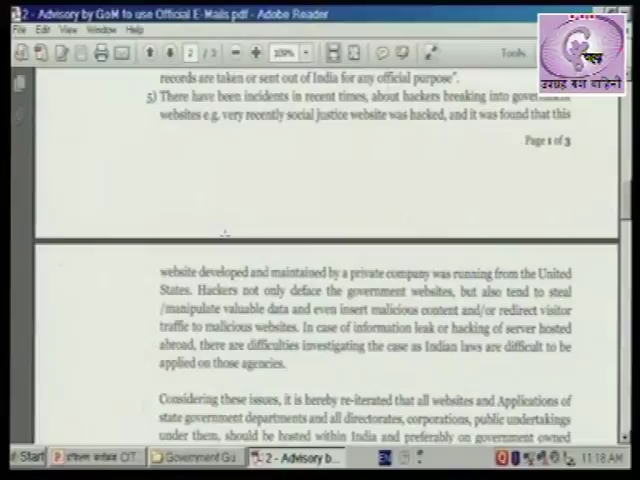 2 - Advisory by GoM to use Official E-Mails.pdf - Adobe Reader
File Edit View Window Help
2 / 3 109% Tools
records are taken or sent out of India for any official purpose".
5) There have been incidents in recent times, about hackers breaking into government
websites e.g. very recently social justice website was hacked, and it was found that this
Page 1 of 3
website developed and maintained by a private company was running from the United
States. Hackers not only deface the government websites, but also tend to steal
/manipulate valuable data and even insert malicious content and/or redirect visitor
traffic to malicious websites. In case of information leak or hacking of server hosted
abroad, there are difficulties investigating the case as Indian laws are difficult to be
applied on those agencies.
Considering these issues, it is hereby re-iterated that all websites and Applications of
state government departments and all directorates, corporations, public undertakings
under them, should be hosted within India and preferably on government owned
Start Government Gu... 2 - Advisory b... EN 11:18 AM